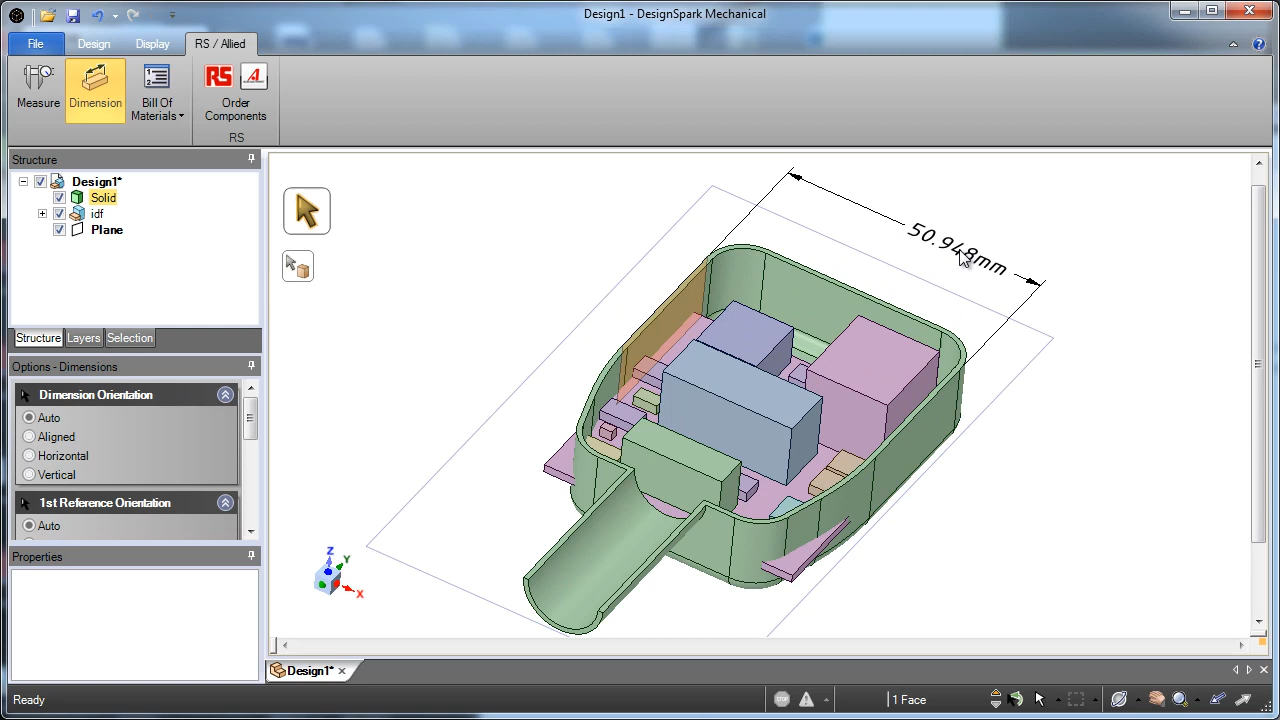 Design1 - DesignSpark Mechanical
File
Design
Display
RS / Allied
Measure
Dimension
Bill Of
Materials
RS
A
Order
Components
RS
Structure
Design1*
Solid
idf
Plane
Structure
Layers
Selection
Options - Dimensions
Dimension Orientation
Auto
Aligned
Horizontal
Vertical
1st Reference Orientation
Auto
Properties
50.948mm
Z
Y
X
Design1*
Ready
STOP
1 Face